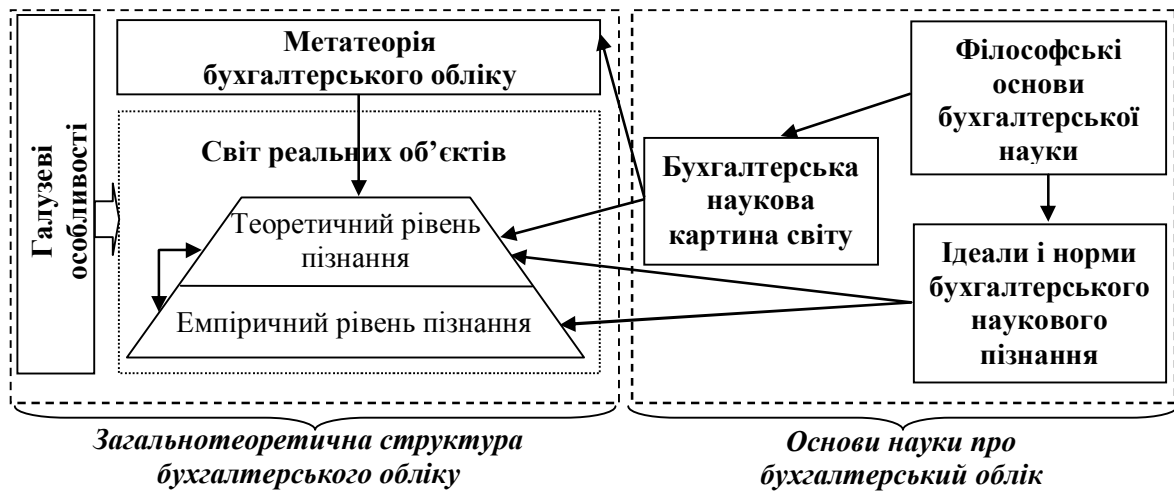 Галузеві
особливості
Метатеорія
бухгалтерського обліку
Світ реальних об’єктів
Теоретичний рівень
пізнання
Емпіричний рівень пізнання
Загальнотеоретична структура
бухгалтерського обліку
Бухгалтерська
наукова
картина світу
Філософські
основи
бухгалтерської
науки
Ідеали і норми
бухгалтерського
наукового
пізнання
Основи науки про
бухгалтерський облік